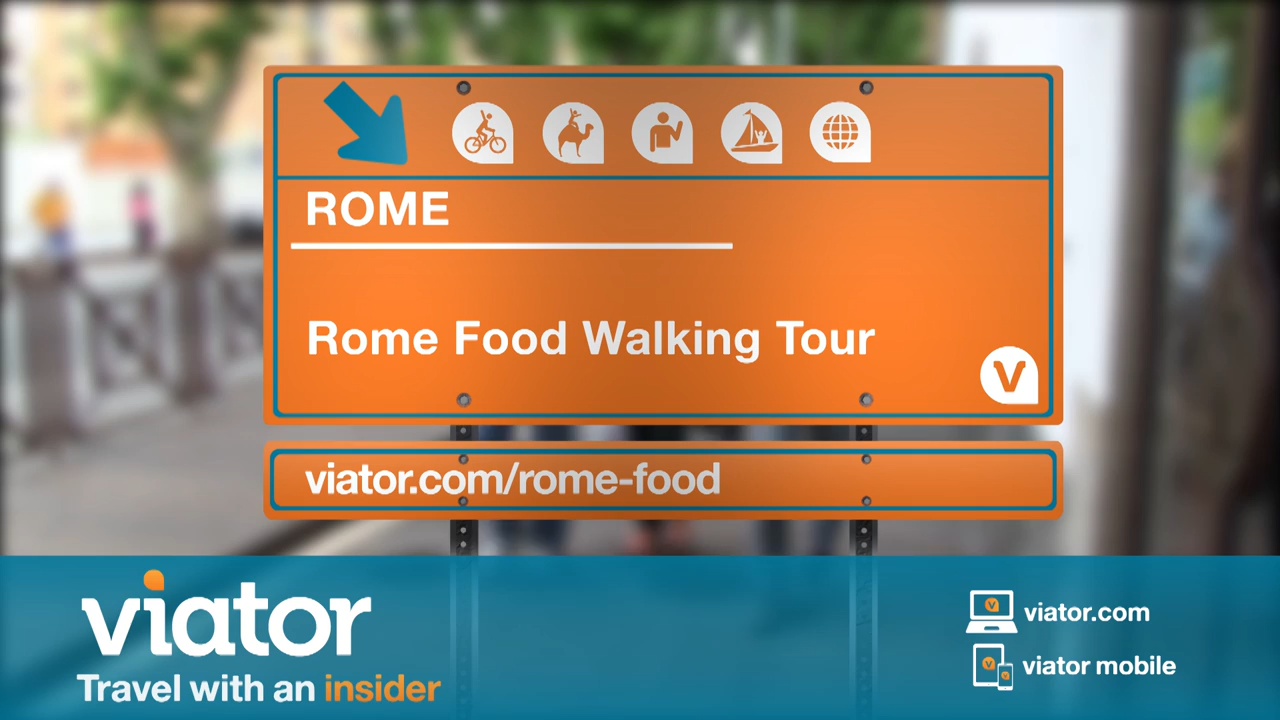 ROME
Rome Food Walking Tour
V
viator.com/rome-food
viator
Travel with an insider
viator.com
viator mobile